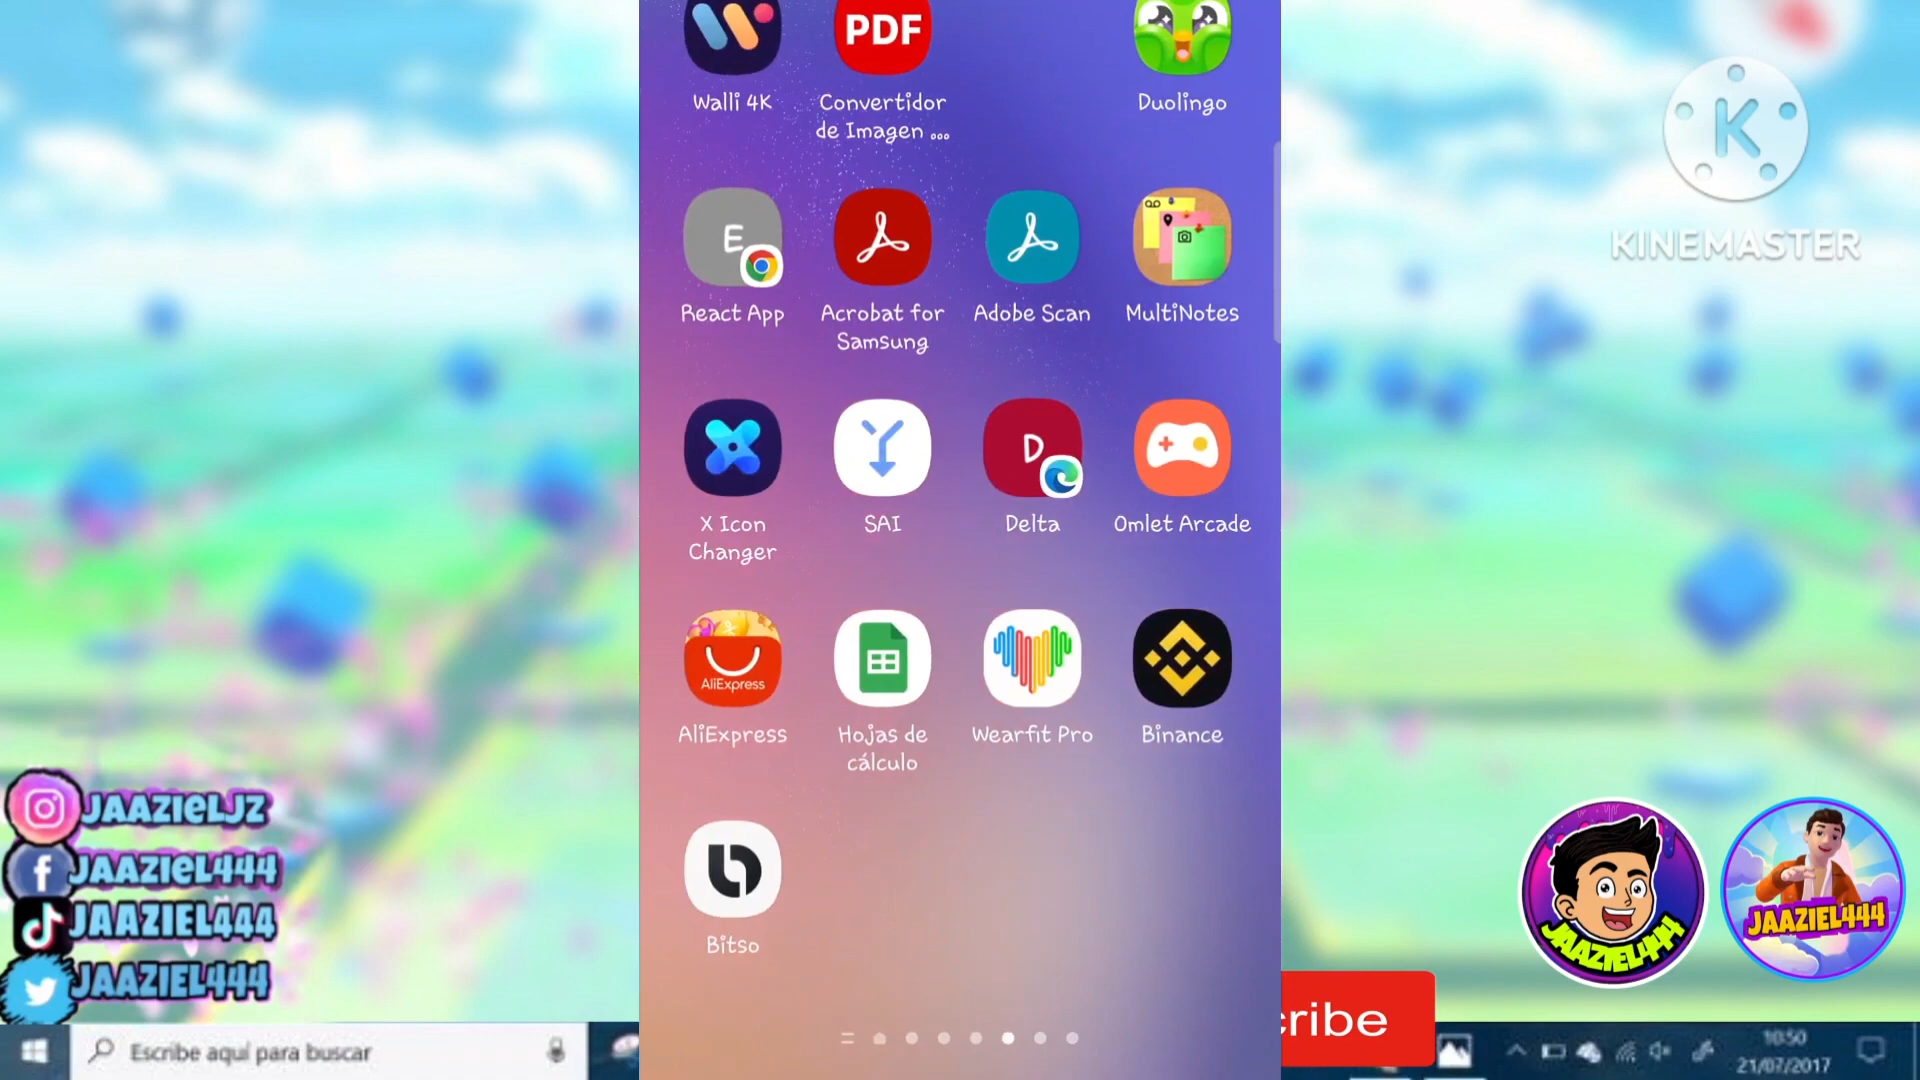 PDF
Walli 4K
Convertidor
de Imagen ...
Duolingo
K
KINEMASTER
E
React App
Acrobat for
Samsung
Adobe Scan
MultiNotes
X Icon
Changer
SAI
D
Delta
Omlet Arcade
AliExpress
AliExpress
Hojas de
cálculo
Wearfit Pro
Binance
Bitso
JAAZIELJZ
JAAZIEL444
JAAZIEL444
JAAZIEL444
JAAZIEL444
JAAZIEL444
cribe
Escribe aquí para buscar
10:50
21/07/2017